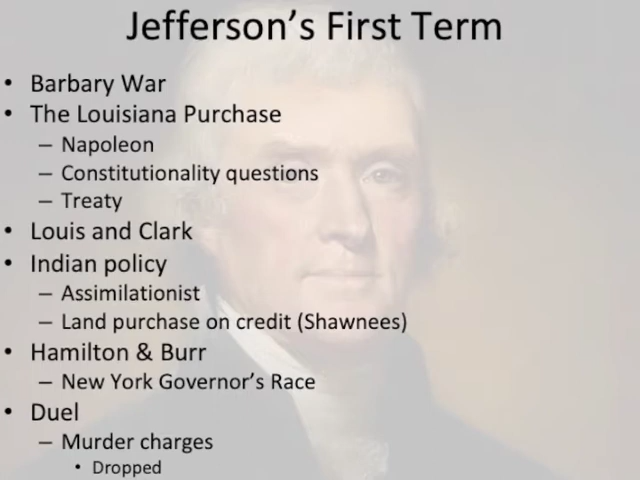 Jefferson’s First Term
• Barbary War
• The Louisiana Purchase
– Napoleon
– Constitutionality questions
– Treaty
• Louis and Clark
• Indian policy
– Assimilationist
– Land purchase on credit (Shawnees)
• Hamilton & Burr
– New York Governor’s Race
• Duel
– Murder charges
• Dropped